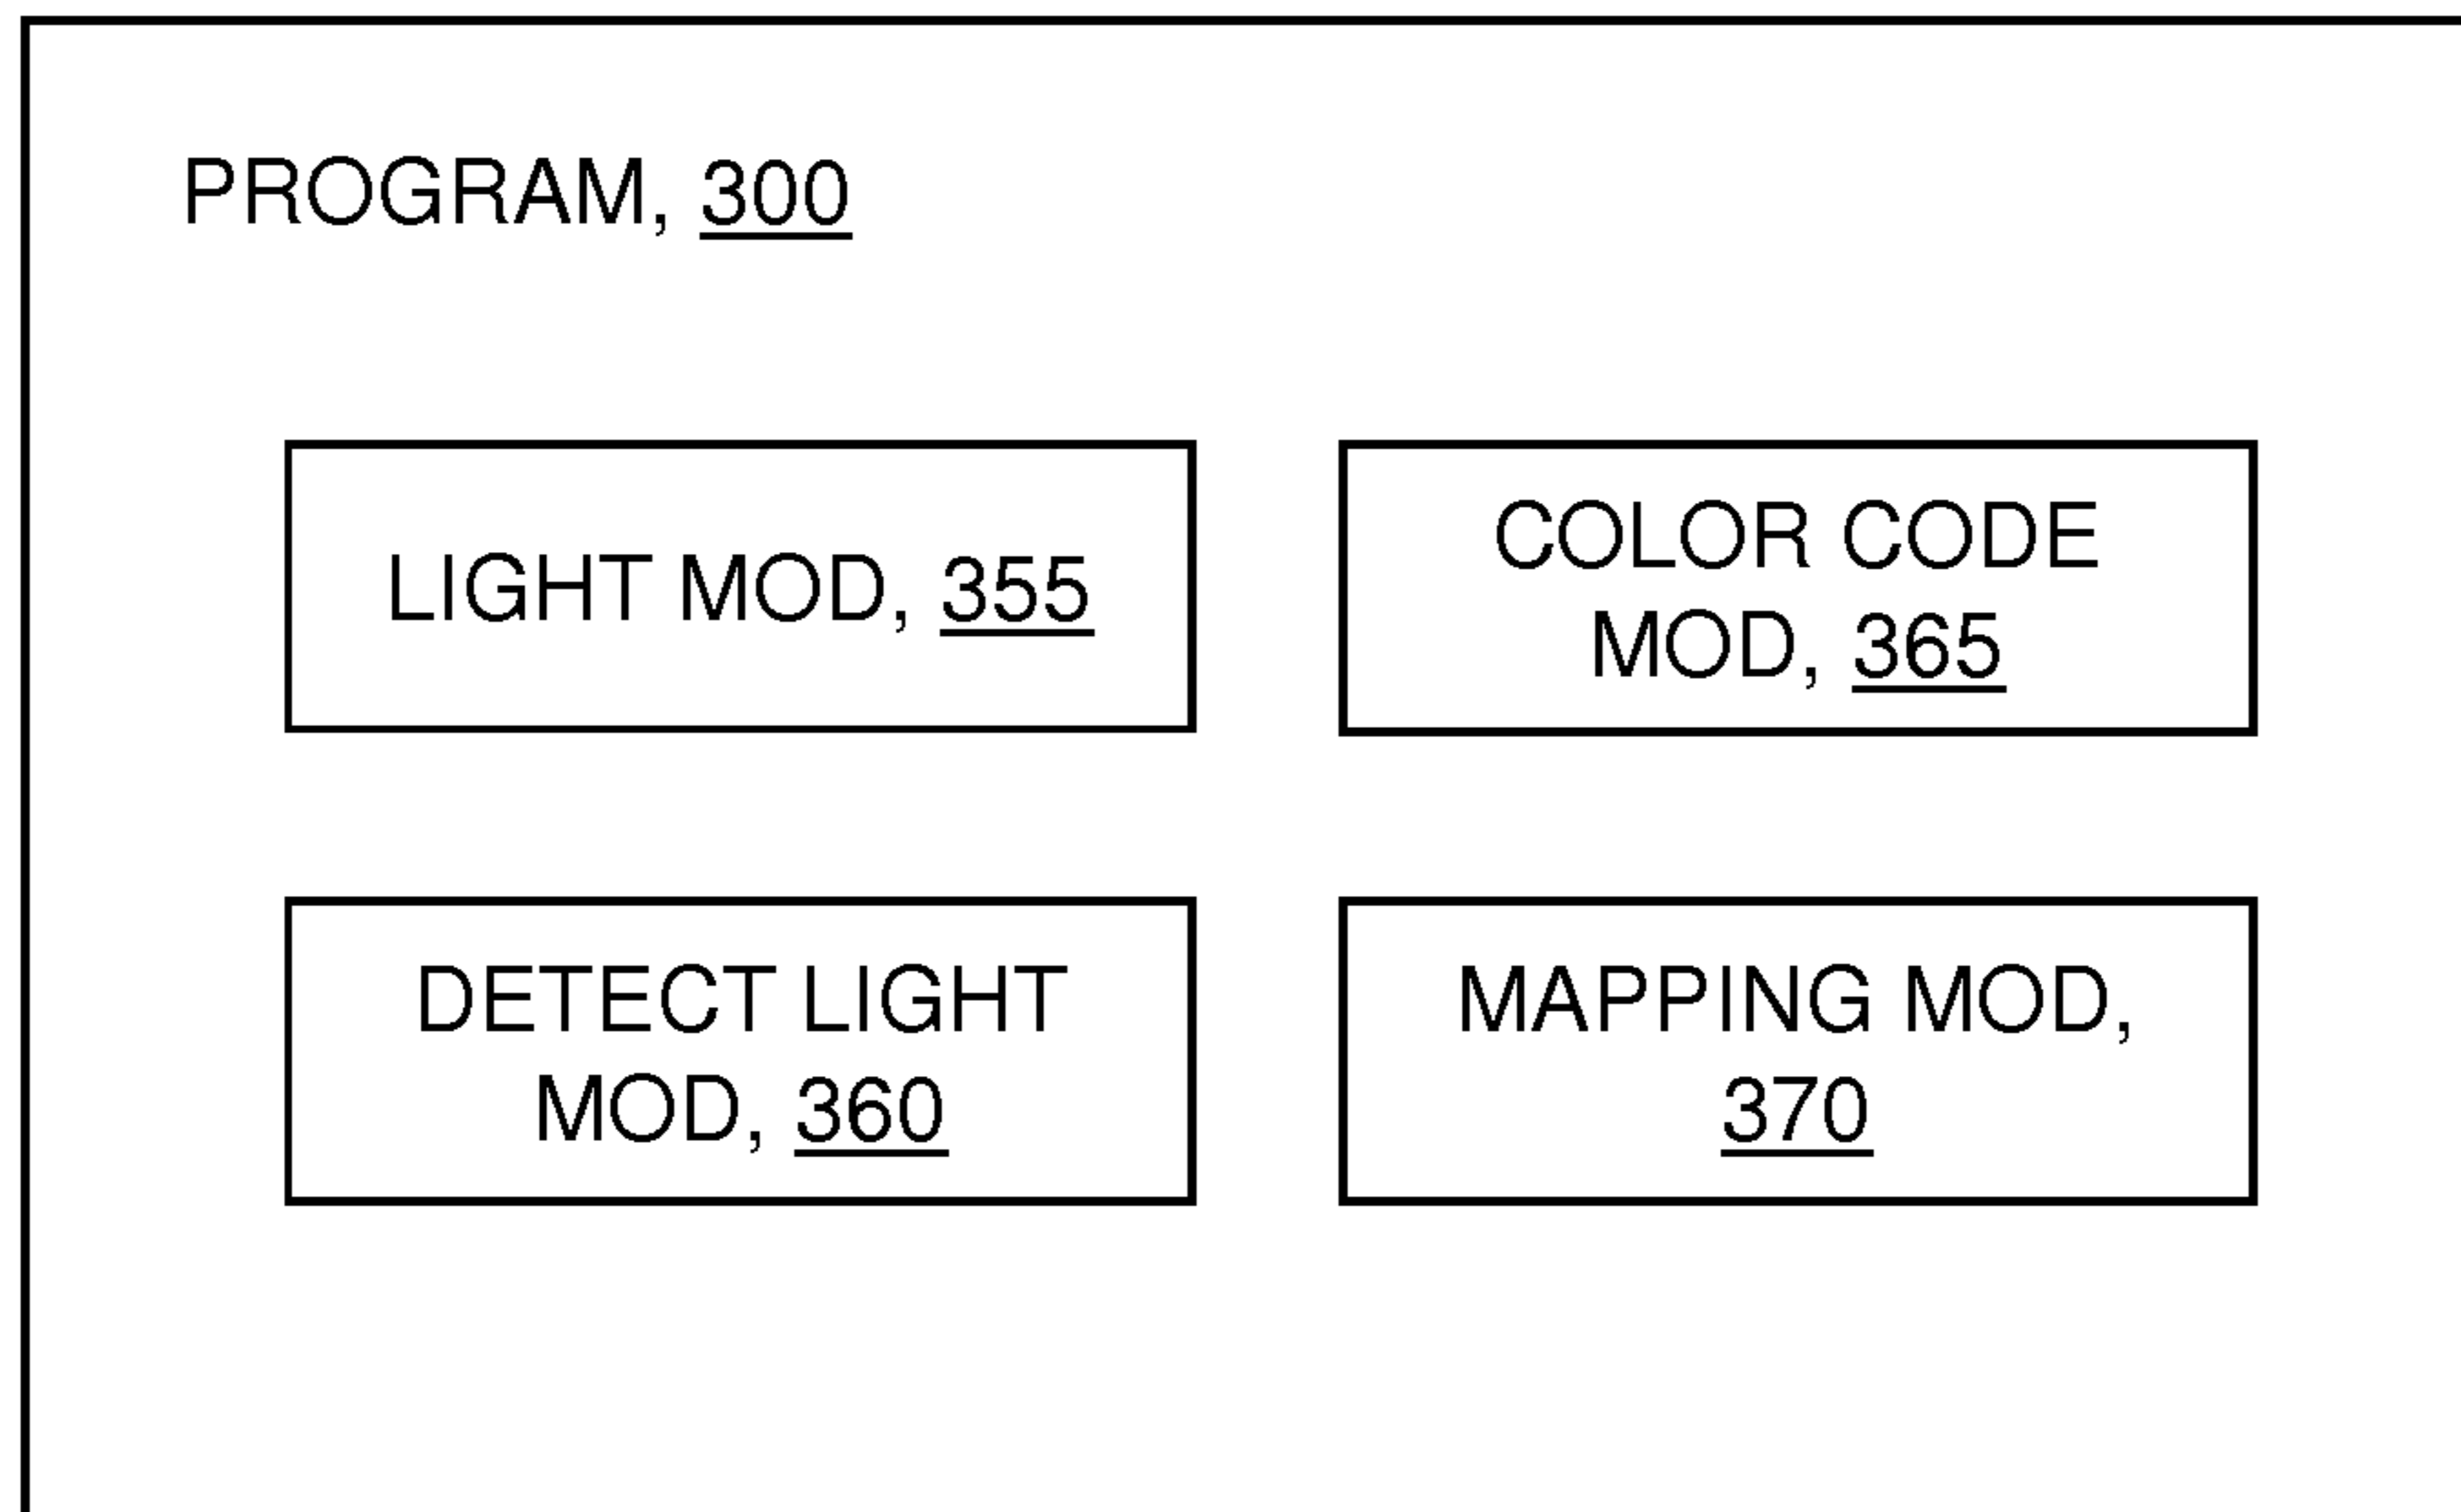 PROGRAM, 300
LIGHT MOD, 355
COLOR CODE
MOD, 365
DETECT LIGHT
MOD, 360
MAPPING MOD,
370